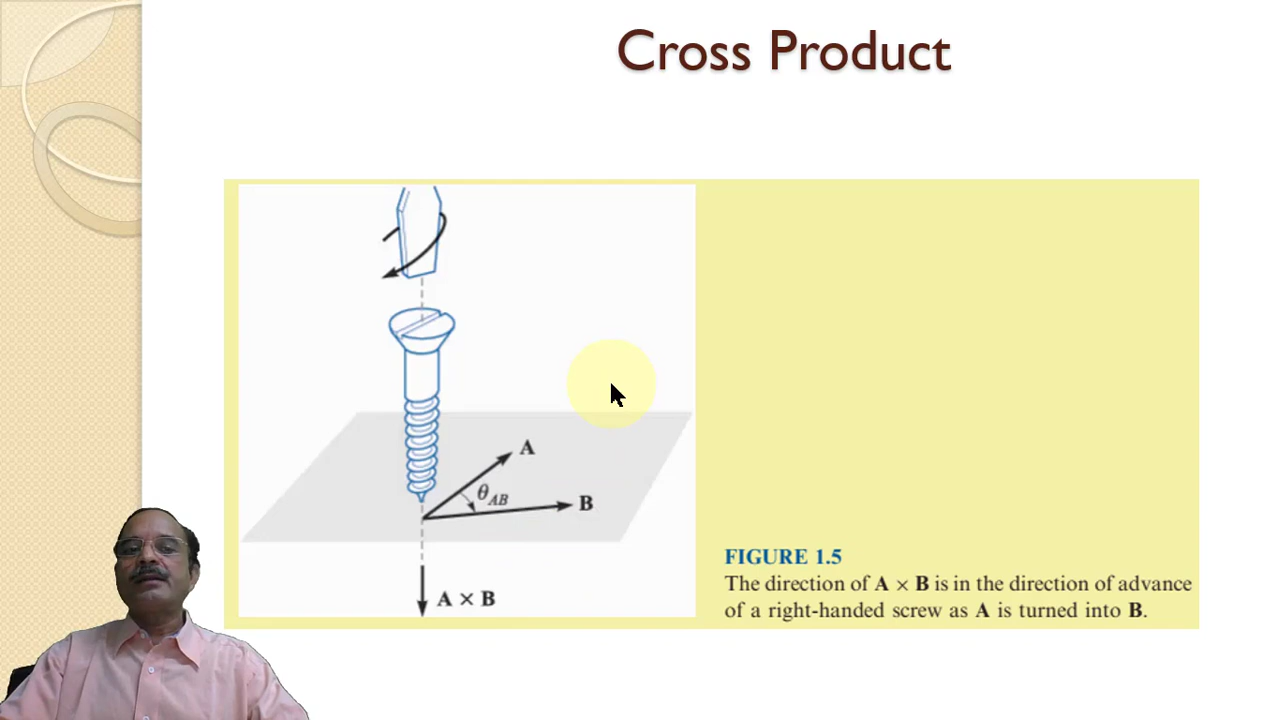 Cross Product
A
θAB
B
A × B
FIGURE 1.5
The direction of A × B is in the direction of advance
of a right-handed screw as A is turned into B.